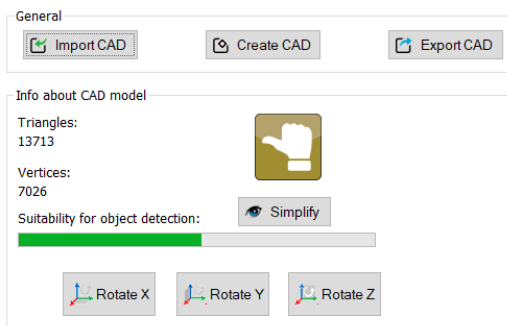 General
Import CAD
Create CAD
Export CAD
Info about CAD model
Triangles:
13713
Vertices:
7026
Simplify
Suitability for object detection:
Rotate X
Rotate Y
Rotate Z